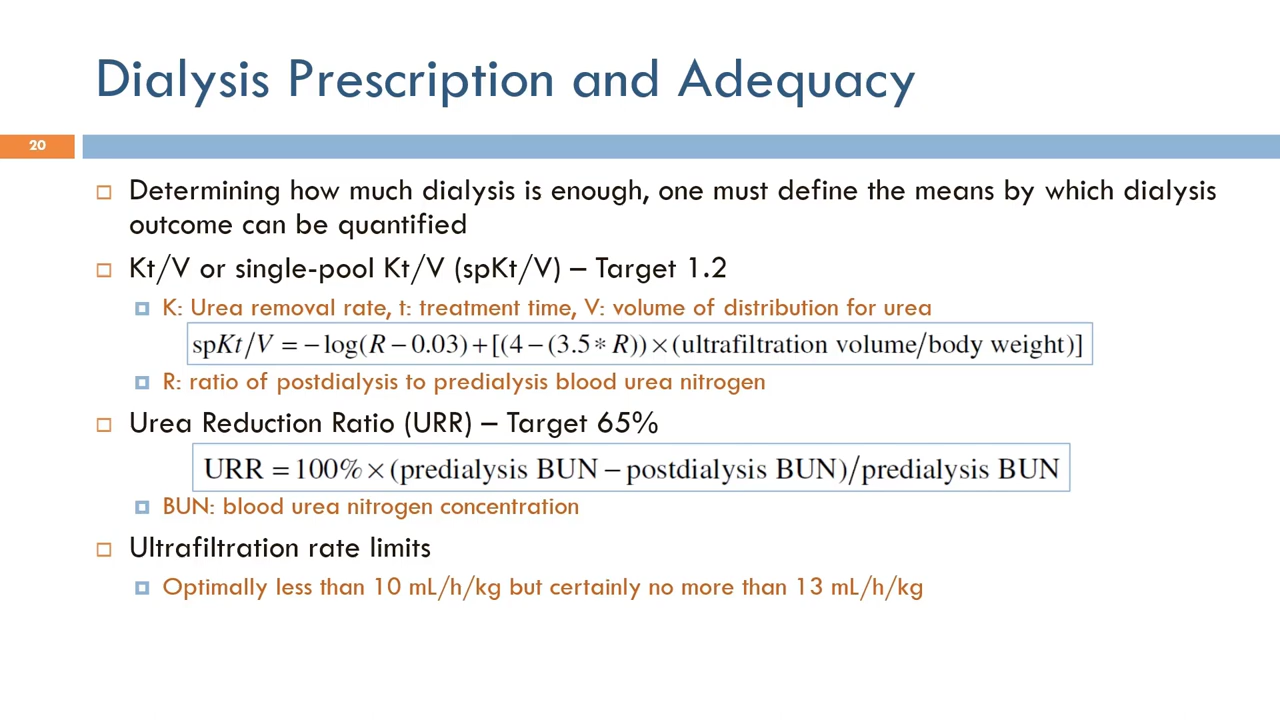 Dialysis Prescription and Adequacy
20
Determining how much dialysis is enough, one must define the means by which dialysis
outcome can be quantified
Kt/V or single-pool Kt/V (spKt/V) – Target 1.2
K: Urea removal rate, t: treatment time, V: volume of distribution for urea
spKt/V = − log(R − 0.03) + [(4 − (3.5 * R)) × (ultrafiltration volume/body weight)]
R: ratio of postdialysis to predialysis blood urea nitrogen
Urea Reduction Ratio (URR) – Target 65%
URR = 100% × (predialysis BUN − postdialysis BUN)/predialysis BUN
BUN: blood urea nitrogen concentration
Ultrafiltration rate limits
Optimally less than 10 mL/h/kg but certainly no more than 13 mL/h/kg